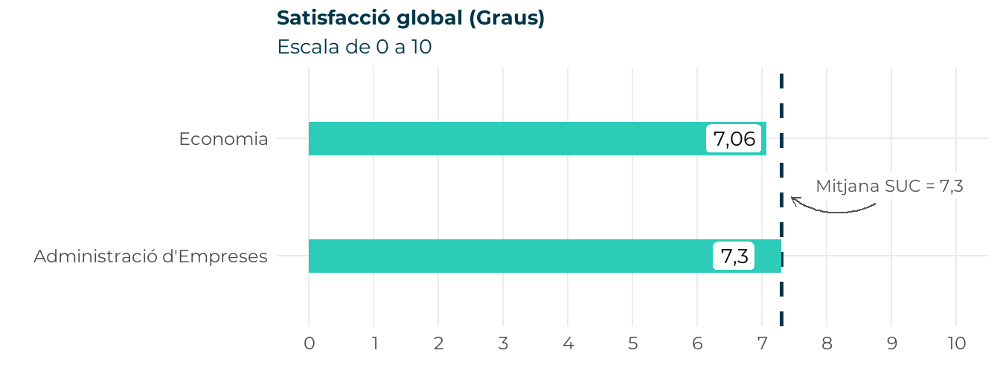 Satisfacció global (Graus)
Escala de 0 a 10
Economia
7,06
Mitjana SUC = 7,3
Administració d'Empreses
7,3
0 1 2 3 4 5 6 7 8 9 10